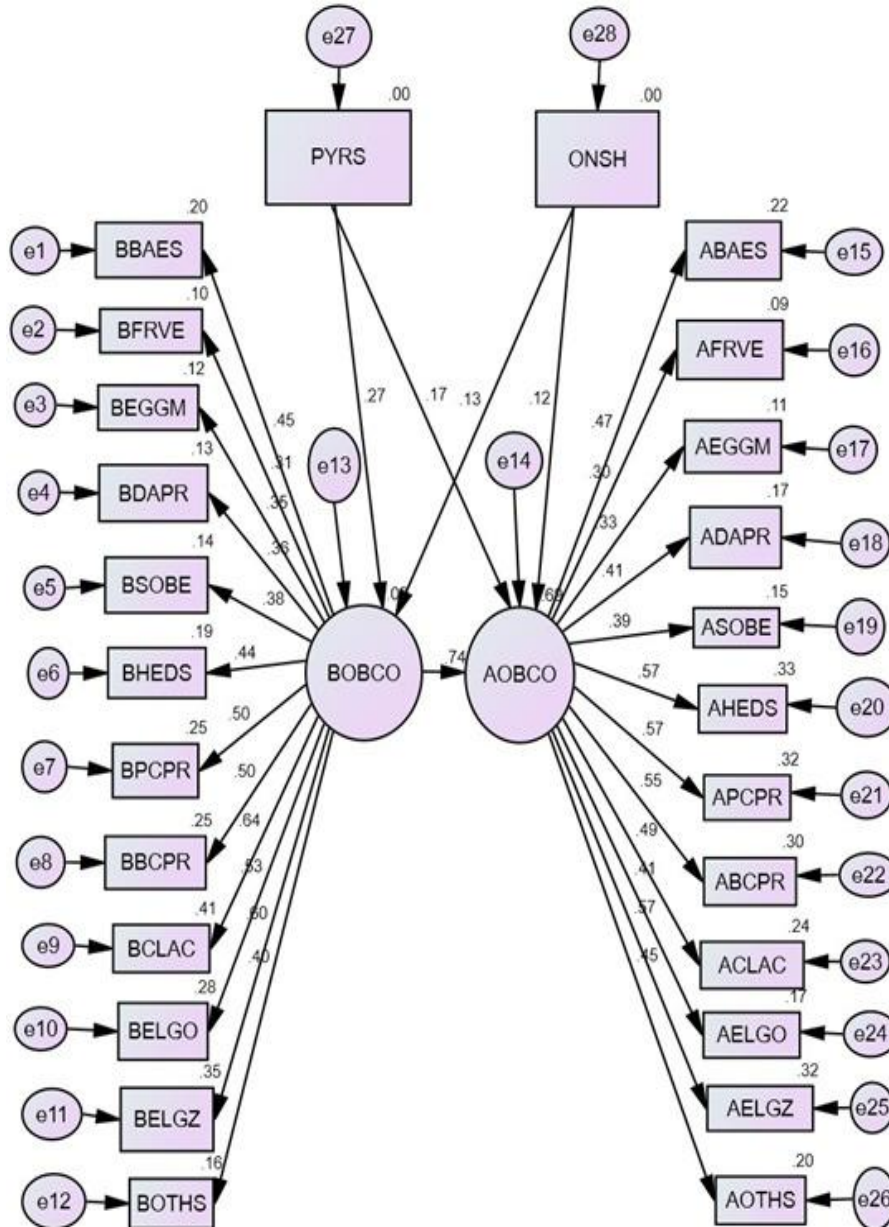 e27
e28
.00
.00
PYRS
ONSH
.20
.22
e1
BBAES
ABAES
e15
.10
.09
e2
BFRVE
AFRVE
e16
.12
.11
e3
BEGGM
.45
.27
.17
.13
.12
.47
AEGGM
e17
.31
.30
.13
.17
e4
BDAPR
.35
e13
e14
.33
ADAPR
e18
.36
.41
.14
.15
e5
BSOBE
.38
.39
ASOBE
e19
.19
.33
e6
BHEDS
.44
BOBCO
.74
AOBCO
.57
AHEDS
e20
.25
.50
.57
.32
e7
BPCPR
APCPR
e21
.50
.55
.25
.64
.49
.30
e8
BBCPR
.53
.41
ABCPR
e22
.41
.60
.57
.24
e9
BCLAC
.40
.45
ACLAC
e23
.28
.17
e10
BELGO
AELGO
e24
.35
.32
e11
BELGZ
AELGZ
e25
.16
.20
e12
BOTHS
AOTHS
e26